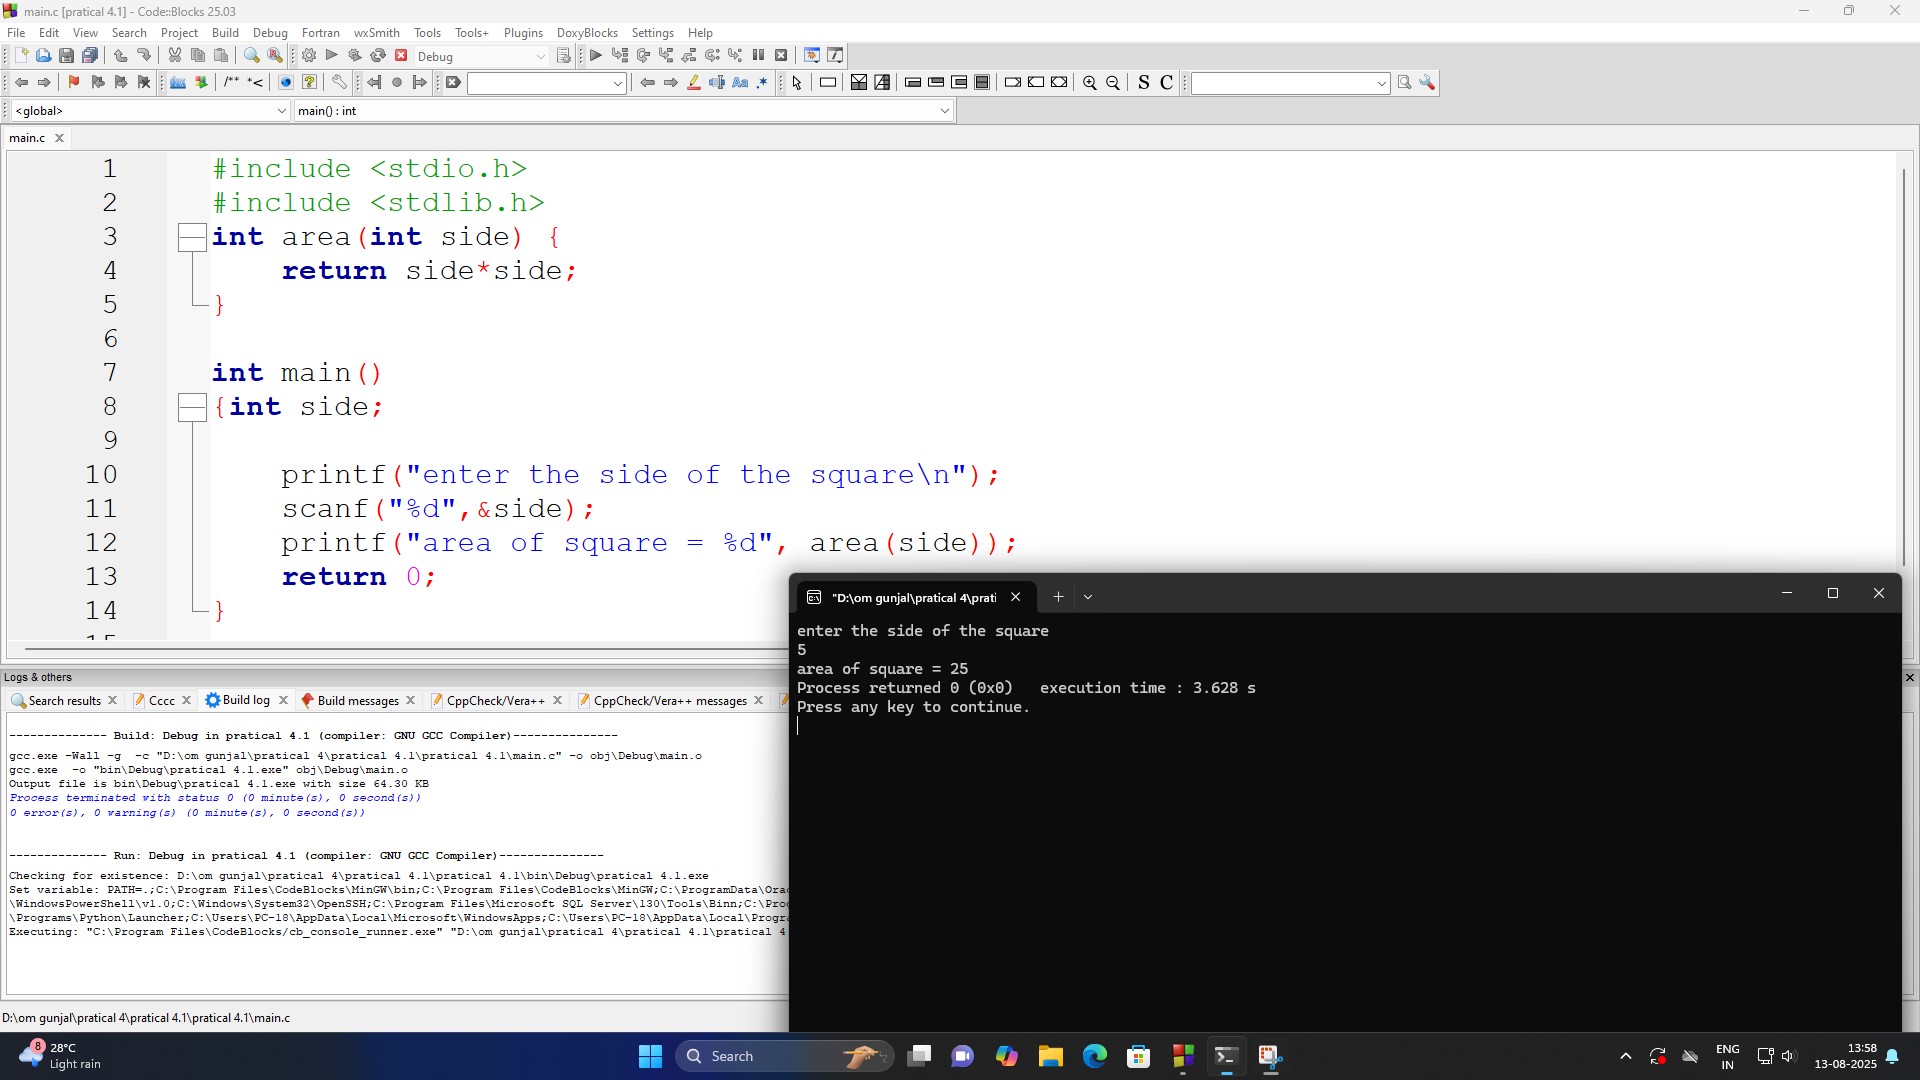 main.c [pratical 4.1] - Code::Blocks 25.03
File Edit View Search Project Build Debug Fortran wxSmith Tools Tools+ Plugins DoxyBlocks Settings Help
Debug
/** *< Aa .* S C
<global> main() : int
main.c
1 #include <stdio.h>
2 #include <stdlib.h>
3 int area(int side) {
4 return side*side;
5 }
6
7 int main()
8 {int side;
9
10 printf("enter the side of the square\n");
11 scanf("%d",&side);
12 printf("area of square = %d", area(side));
13 return 0;
14 }
15
"D:\om gunjal\pratical 4\prati
enter the side of the square
5
area of square = 25
Process returned 0 (0x0) execution time : 3.628 s
Press any key to continue.
Logs & others
Search results Cccc Build log Build messages CppCheck/Vera++ CppCheck/Vera++ messages
-------------- Build: Debug in pratical 4.1 (compiler: GNU GCC Compiler)---------------
gcc.exe -Wall -g -c "D:\om gunjal\pratical 4\pratical 4.1\pratical 4.1\main.c" -o obj\Debug\main.o
gcc.exe -o "bin\Debug\pratical 4.1.exe" obj\Debug\main.o
Output file is bin\Debug\pratical 4.1.exe with size 64.30 KB
Process terminated with status 0 (0 minute(s), 0 second(s))
0 error(s), 0 warning(s) (0 minute(s), 0 second(s))
-------------- Run: Debug in pratical 4.1 (compiler: GNU GCC Compiler)---------------
Checking for existence: D:\om gunjal\pratical 4\pratical 4.1\pratical 4.1\bin\Debug\pratical 4.1.exe
Set variable: PATH=.;C:\Program Files\CodeBlocks\MinGW\bin;C:\Program Files\CodeBlocks\MinGW;C:\ProgramData\Orac
\WindowsPowerShell\v1.0;C:\Windows\System32\OpenSSH;C:\Program Files\Microsoft SQL Server\130\Tools\Binn;C:\Pro
\Programs\Python\Launcher;C:\Users\PC-18\AppData\Local\Microsoft\WindowsApps;C:\Users\PC-18\AppData\Local\Progra
Executing: "C:\Program Files\CodeBlocks/cb_console_runner.exe" "D:\om gunjal\pratical 4\pratical 4.1\pratical 4
D:\om gunjal\pratical 4\pratical 4.1\pratical 4.1\main.c
8
28°C
Light rain
Search
ENG
IN
13:58
13-08-2025